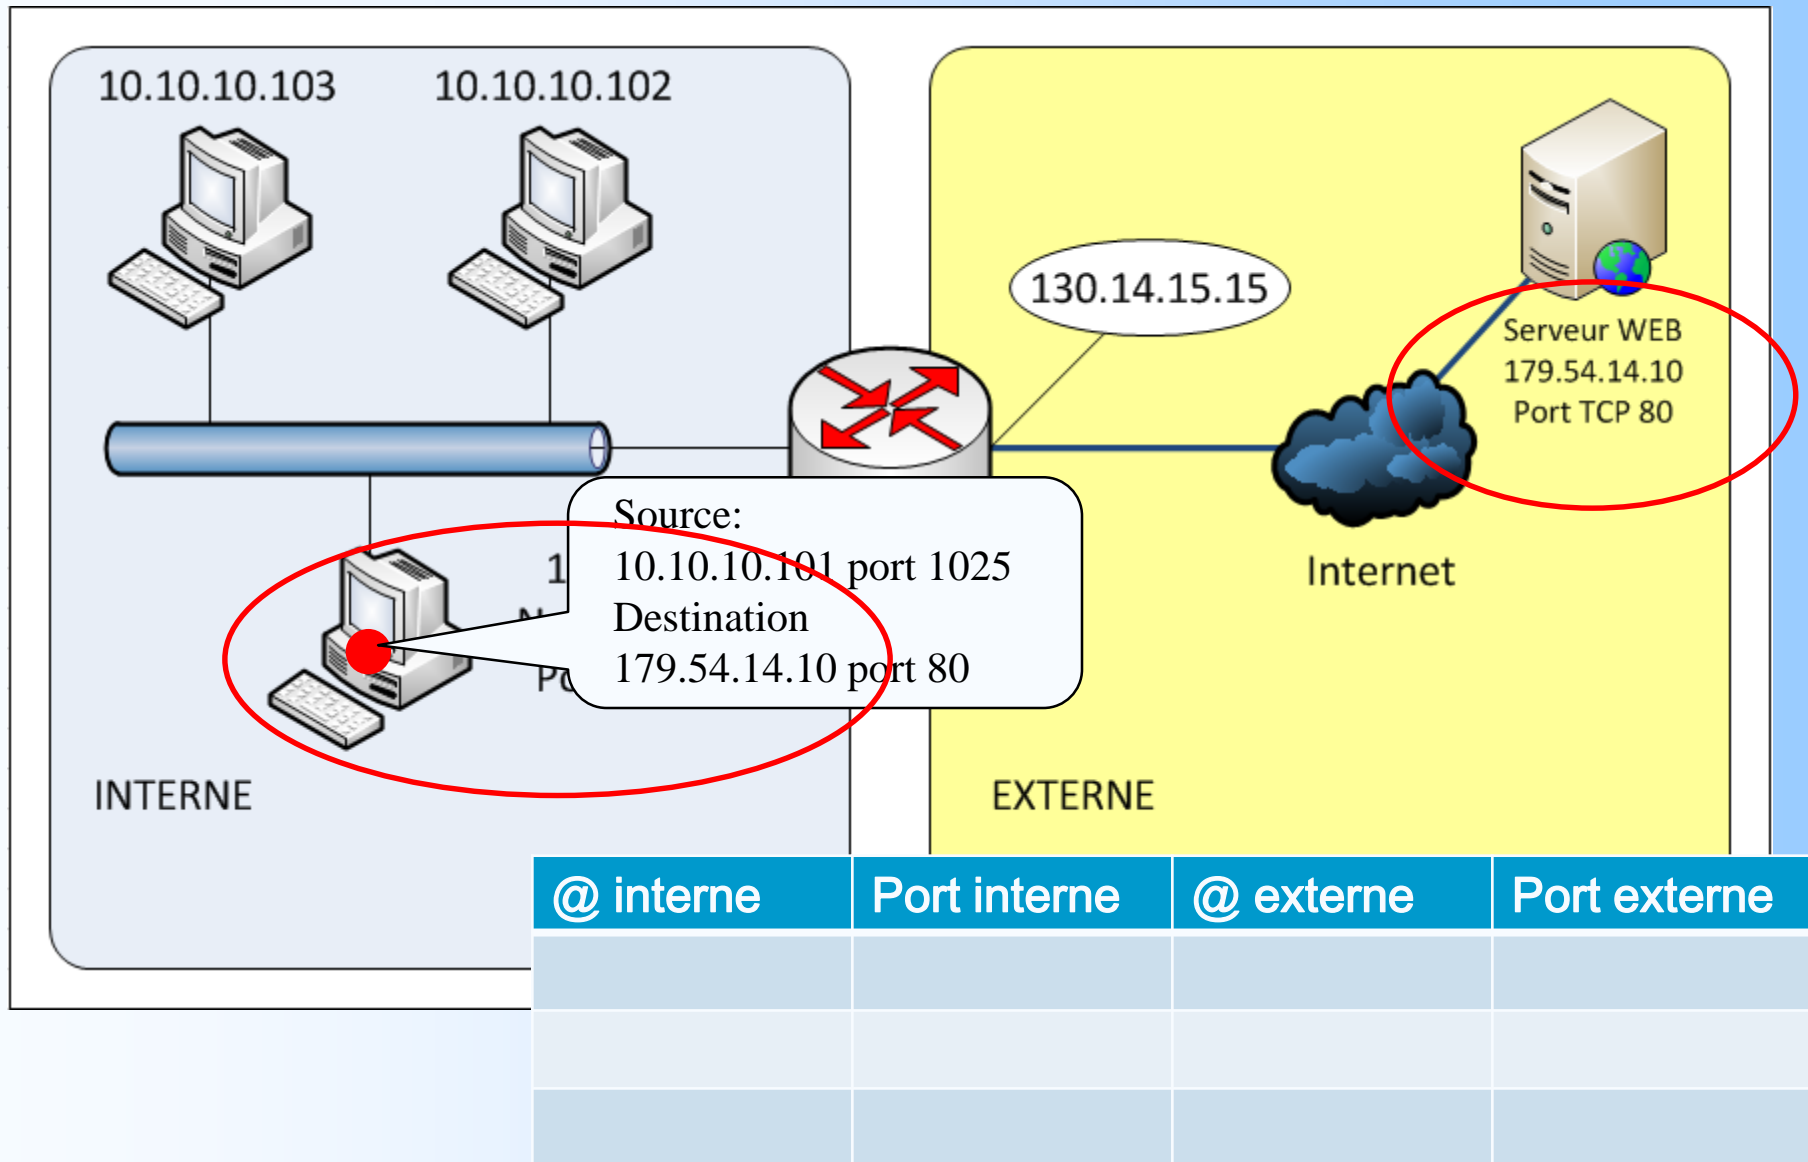 10.10.10.103
10.10.10.102
130.14.15.15
Serveur WEB
179.54.14.10
Port TCP 80
Source:
10.10.10.101 port 1025
Destination
179.54.14.10 port 80
Internet
INTERNE
EXTERNE
@ interne
Port interne
@ externe
Port externe